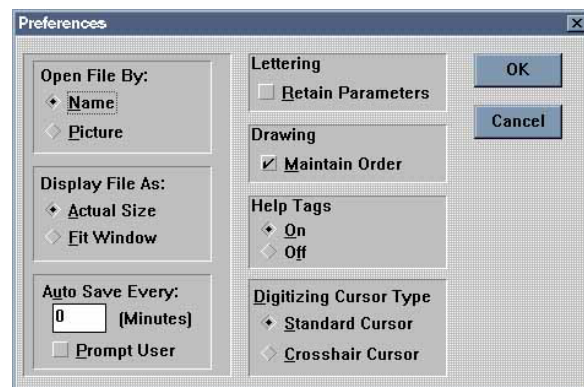 Preferences
Open File By:
Name
Picture
Display File As:
Actual Size
Fit Window
Auto Save Every:
0 (Minutes)
Prompt User
Lettering
Retain Parameters
Drawing
Maintain Order
Help Tags
On
Off
Digitizing Cursor Type
Standard Cursor
Crosshair Cursor
OK
Cancel